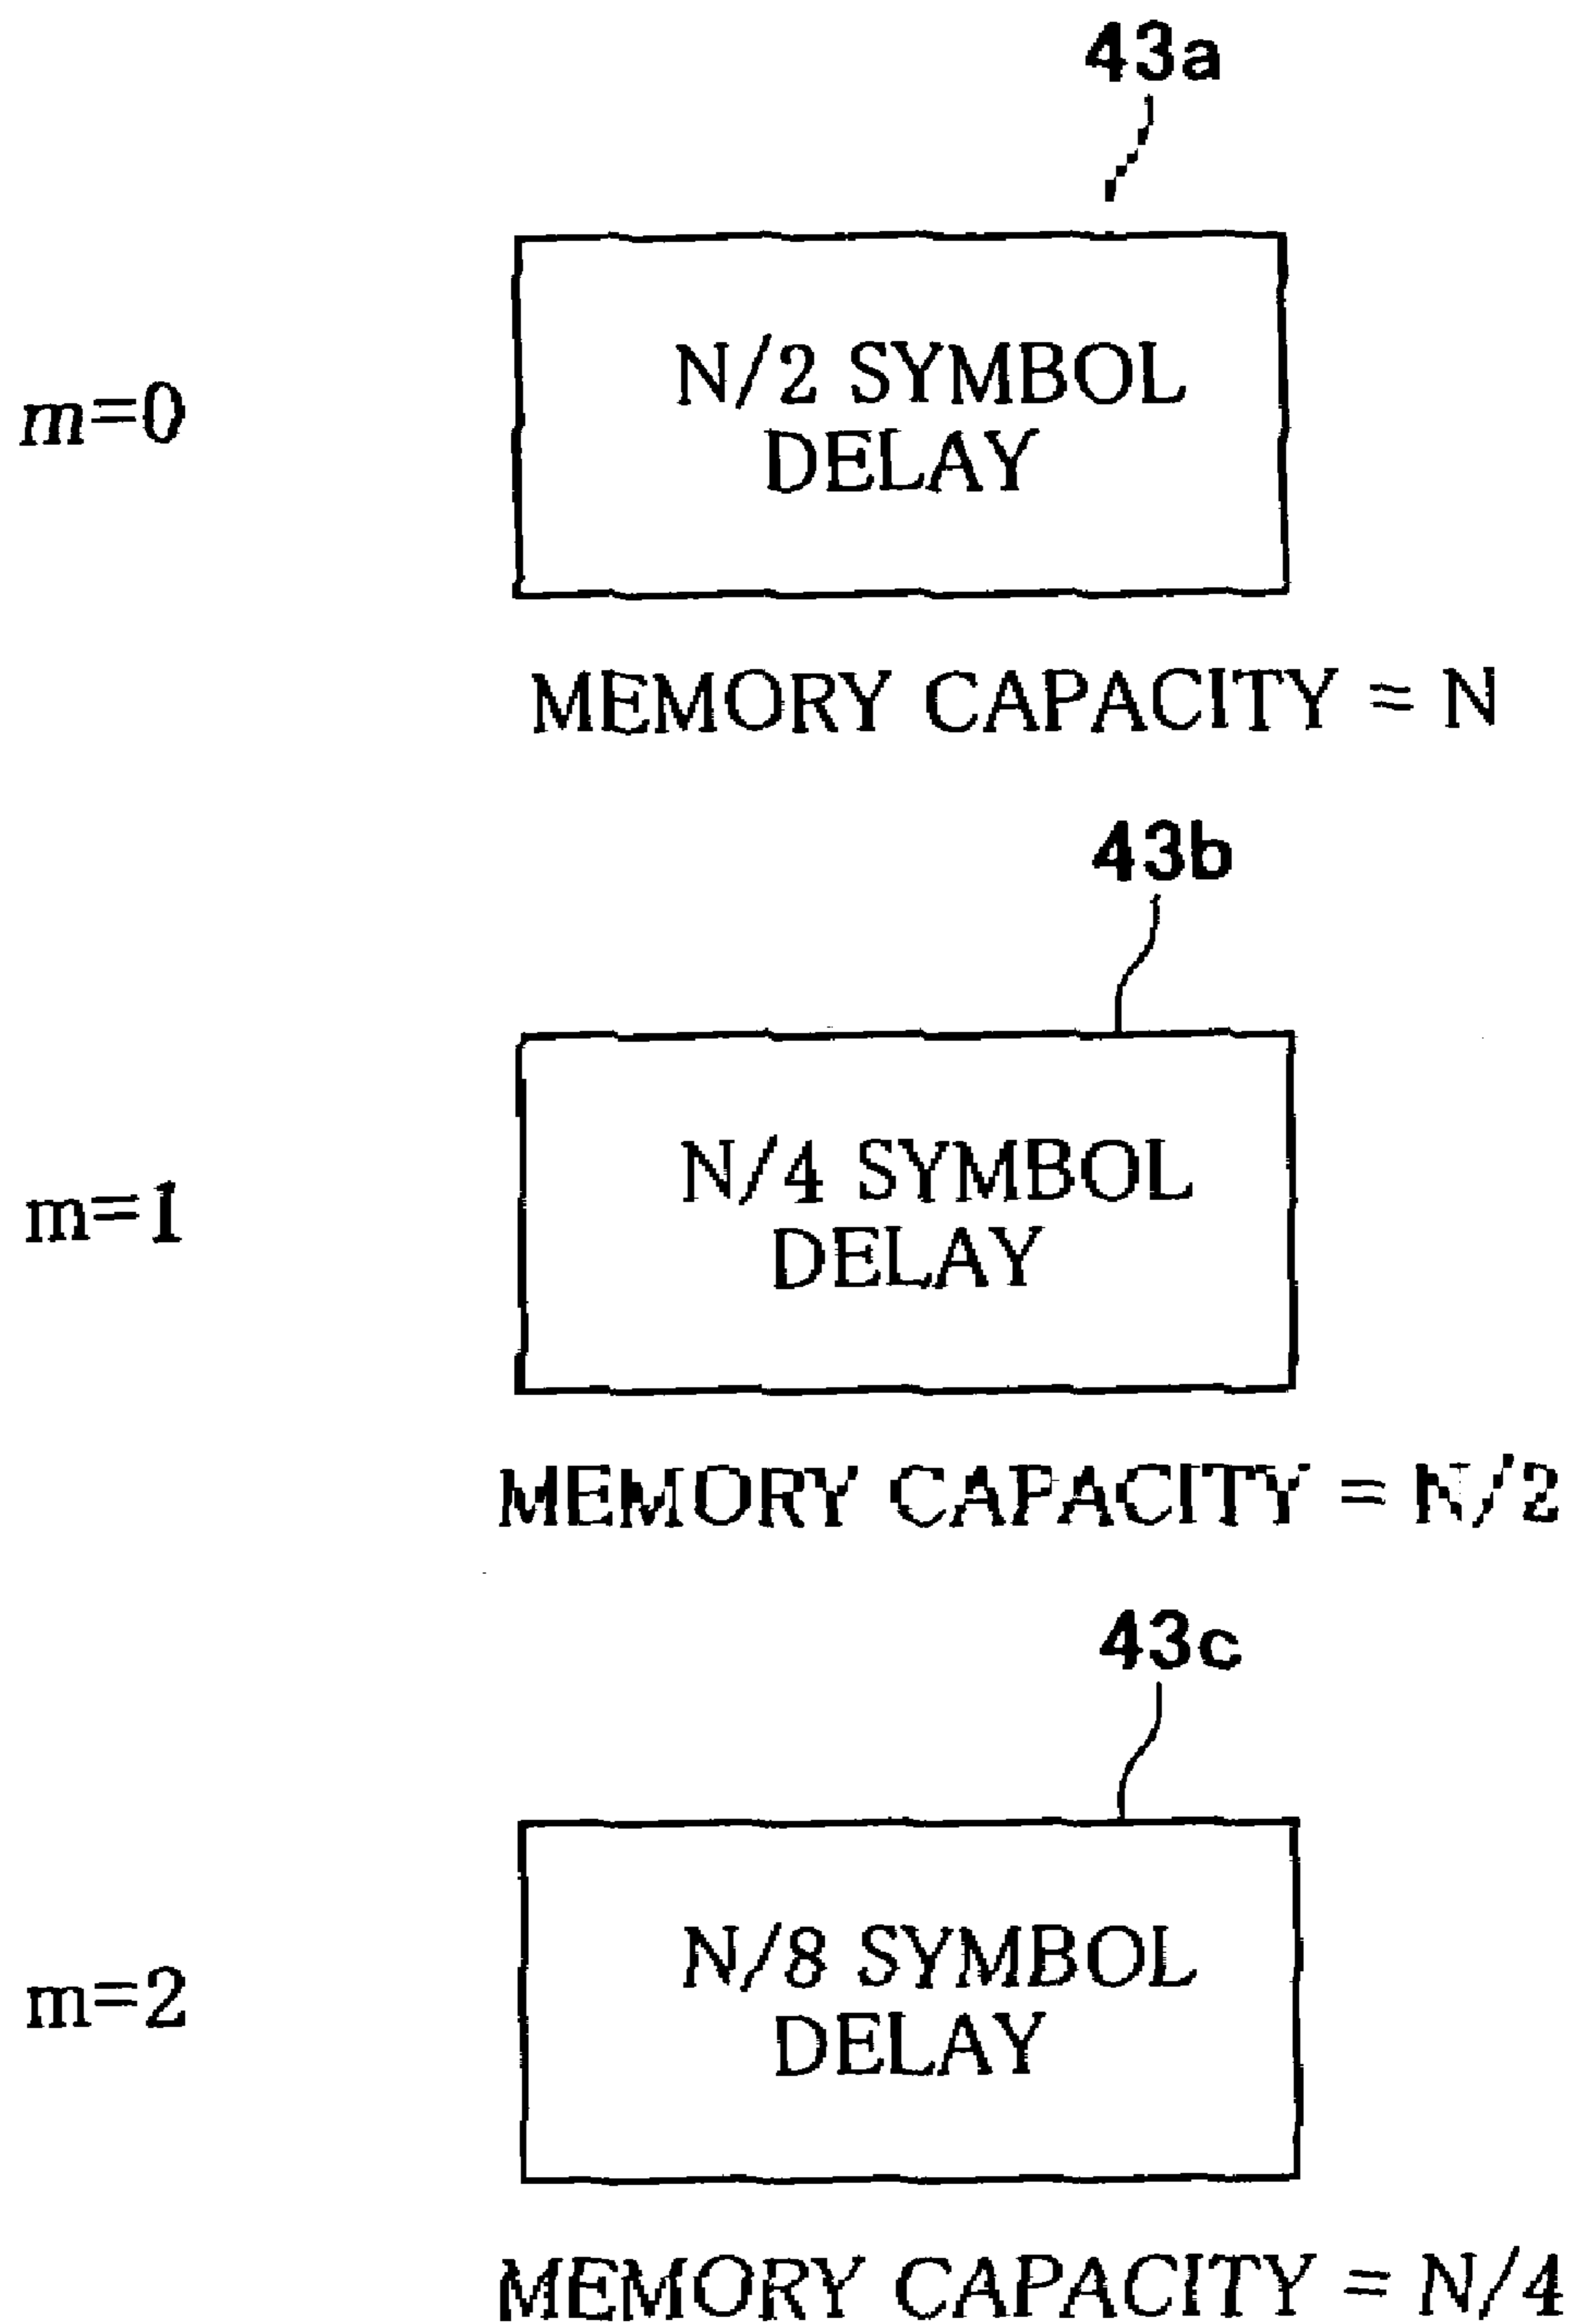 43a
m=0
N/2 SYMBOL
DELAY
MEMORY CAPACITY = N
43b
m=1
N/4 SYMBOL
DELAY
MEMORY CAPACITY = N/2
43c
m=2
N/8 SYMBOL
DELAY
MEMORY CAPACITY = N/4